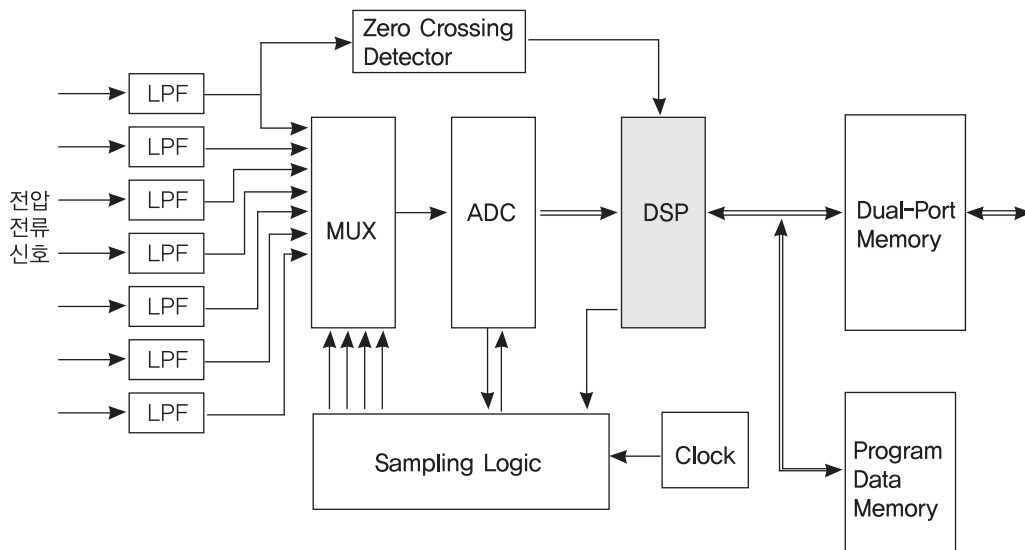 Zero Crossing
Detector
LPF
LPF
LPF
LPF
LPF
LPF
LPF
전압
전류
신호
MUX
ADC
DSP
Dual-Port
Memory
Sampling Logic
Clock
Program
Data
Memory